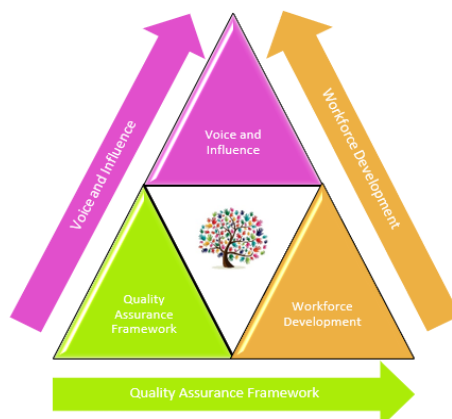 Voice and Influence
Workforce Development
Voice and
Influence
Quality
Assurance
Framework
Workforce
Development
Quality Assurance Framework